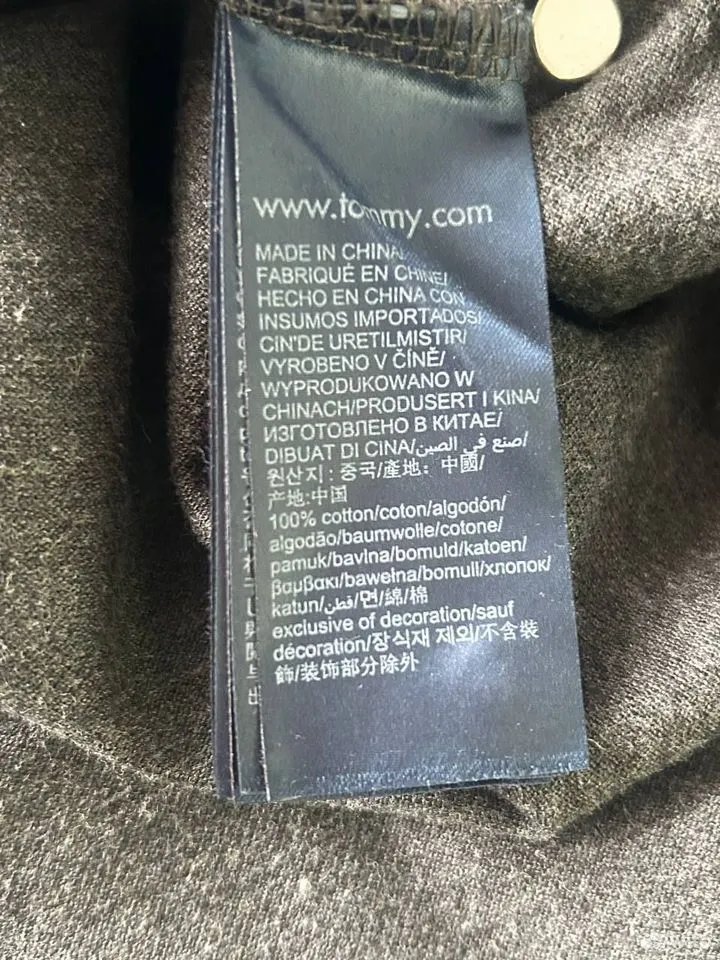 www.tommy.com
MADE IN CHINA/
FABRIQUÉ EN CHINE/
HECHO EN CHINA CON
INSUMOS IMPORTADOS/
CIN'DE URETILMISTIR/
VYROBENO V ČÍNĚ/
WYPRODUKOWANO W
CHINACH/PRODUSERT I KINA/
ИЗГОТОВЛЕНО В КИТАЕ/
DIBUAT DI CINA/صنع في الصين/
원산지 : 중국/產地: 中國/
产地:中国
100% cotton/coton/algodón/
algodão/baumwolle/cotone/
pamuk/bavlna/bomuld/katoen/
βαμβακι/bawełna/bomull/хлопок/
katun/قطن/면/綿/棉
exclusive of decoration/sauf
décoration/장식재 제외/不含裝
飾/装饰部分除外